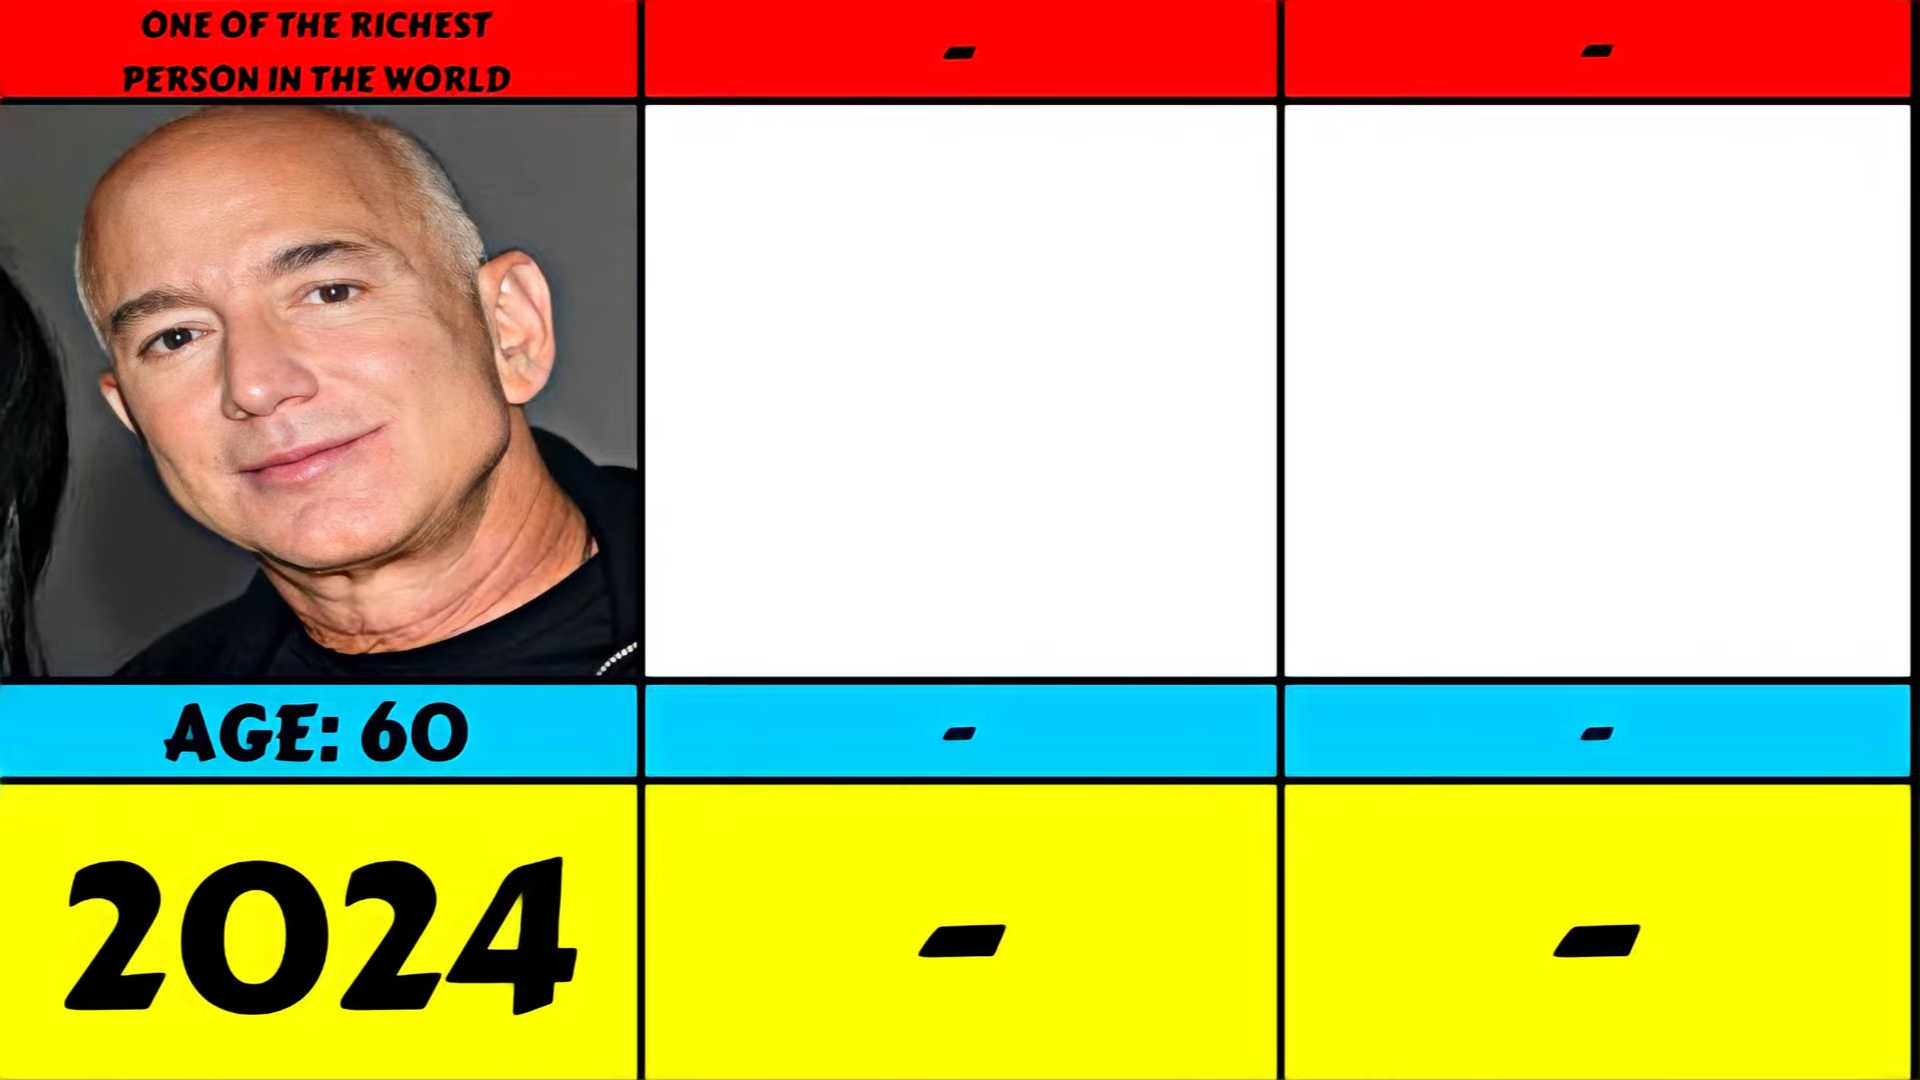 ONE OF THE RICHEST
PERSON IN THE WORLD
-
-
AGE: 60
-
-
2024
-
-